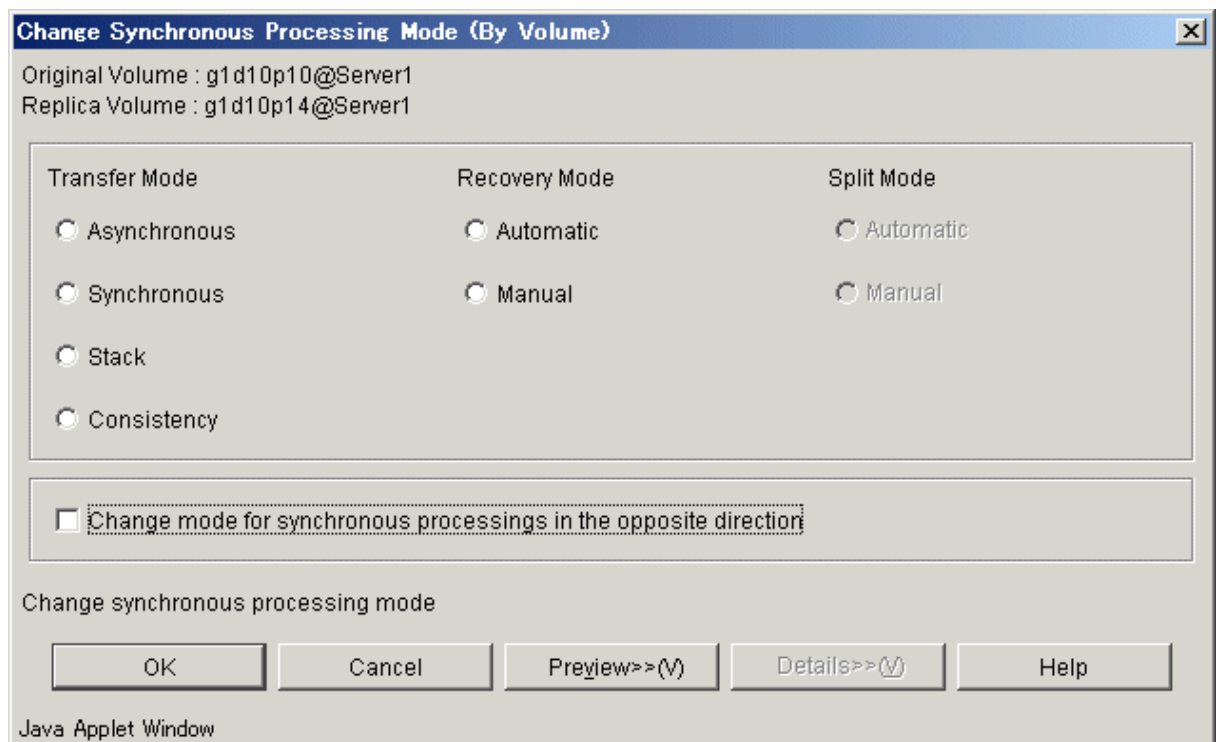 Change Synchronous Processing Mode (By Volume)
Original Volume : g1d10p10@Server1
Replica Volume : g1d10p14@Server1
Transfer Mode Recovery Mode Split Mode
Asynchronous Automatic Automatic
Synchronous Manual Manual
Stack
Consistency
Change mode for synchronous processings in the opposite direction
Change synchronous processing mode
OK Cancel Preview>>(V) Details>>(V) Help
Java Applet Window